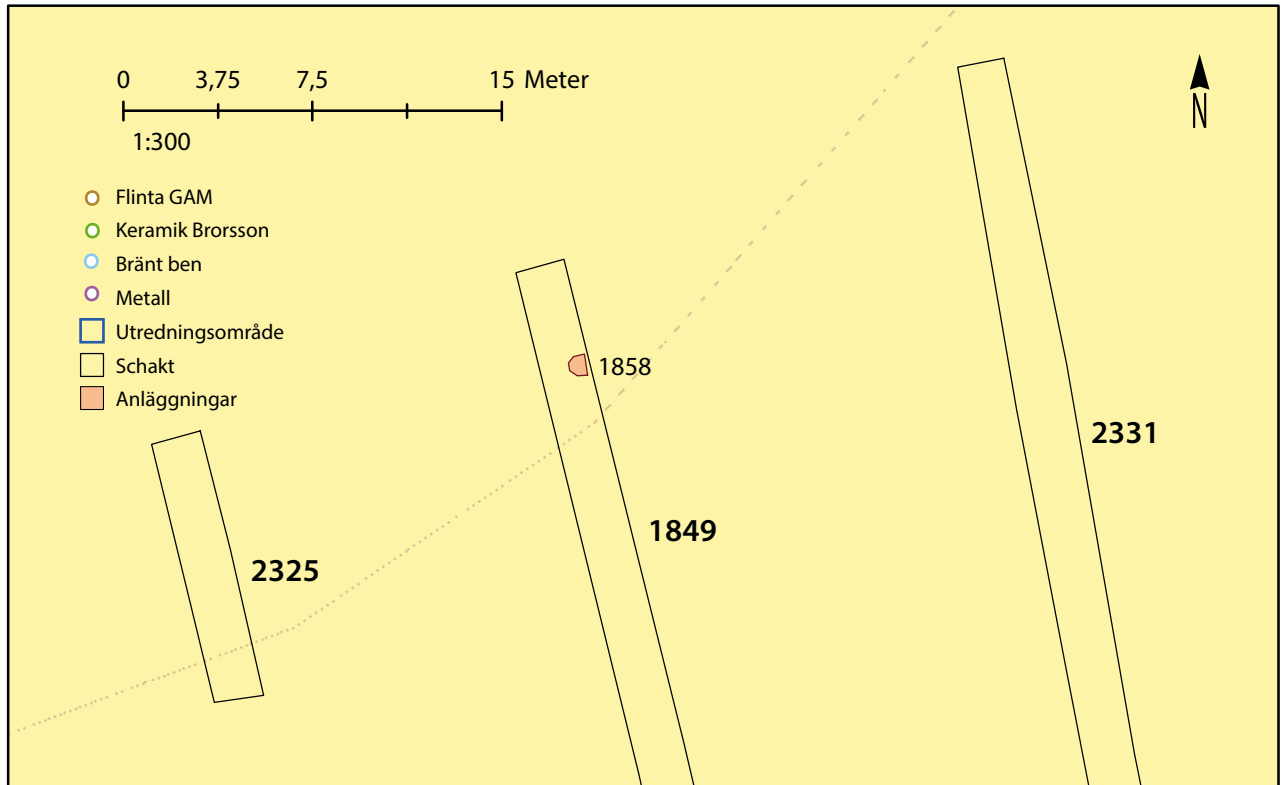 0 3,75 7,5 15 Meter
1:300
N
Flinta GAM
Keramik Brorsson
Bränt ben
Metall
Utredningsområde
Schakt
Anläggningar
1858
2331
1849
2325